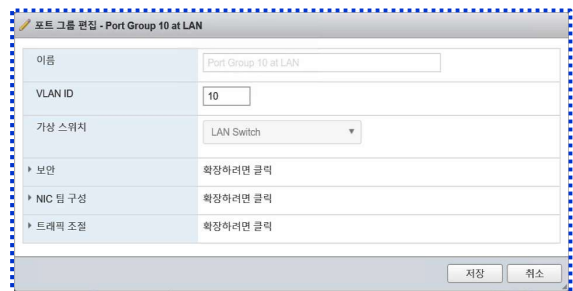 포트 그룹 편집 - Port Group 10 at LAN
이름 Port Group 10 at LAN
VLAN ID 10
가상 스위치 LAN Switch
보안 확장하려면 클릭
NIC 팀 구성 확장하려면 클릭
트래픽 조절 확장하려면 클릭
저장 취소